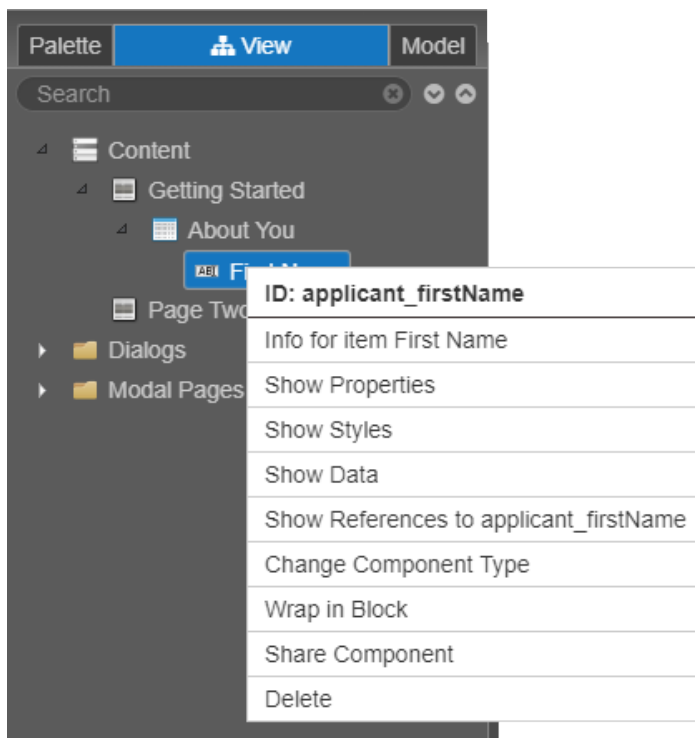 Palette View Model
Search
Content
Getting Started
About You
ABI
Page Two
Dialogs
Modal Pages
ID: applicant_firstName
Info for item First Name
Show Properties
Show Styles
Show Data
Show References to applicant_firstName
Change Component Type
Wrap in Block
Share Component
Delete